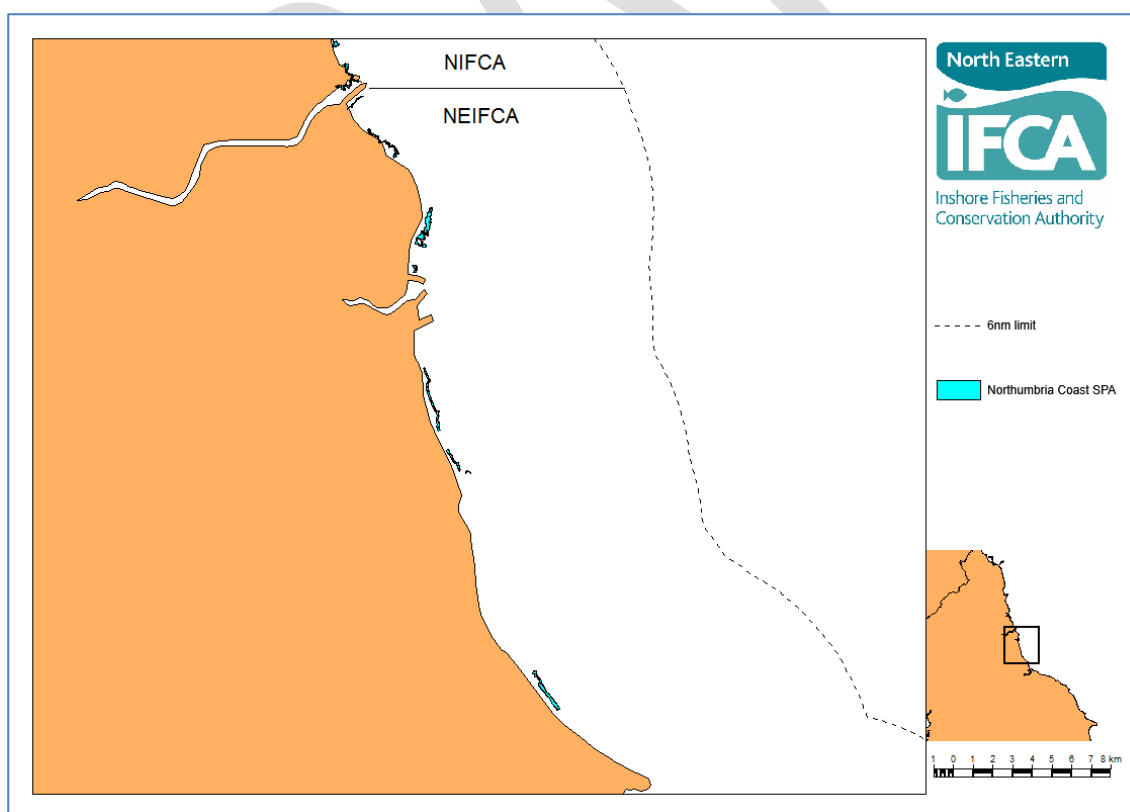 NIFCA
NEIFCA
North Eastern
IFCA
Inshore Fisheries and
Conservation Authority
6nm limit
Northumbria Coast SPA
1 0 1 2 3 4 5 6 7 8 km